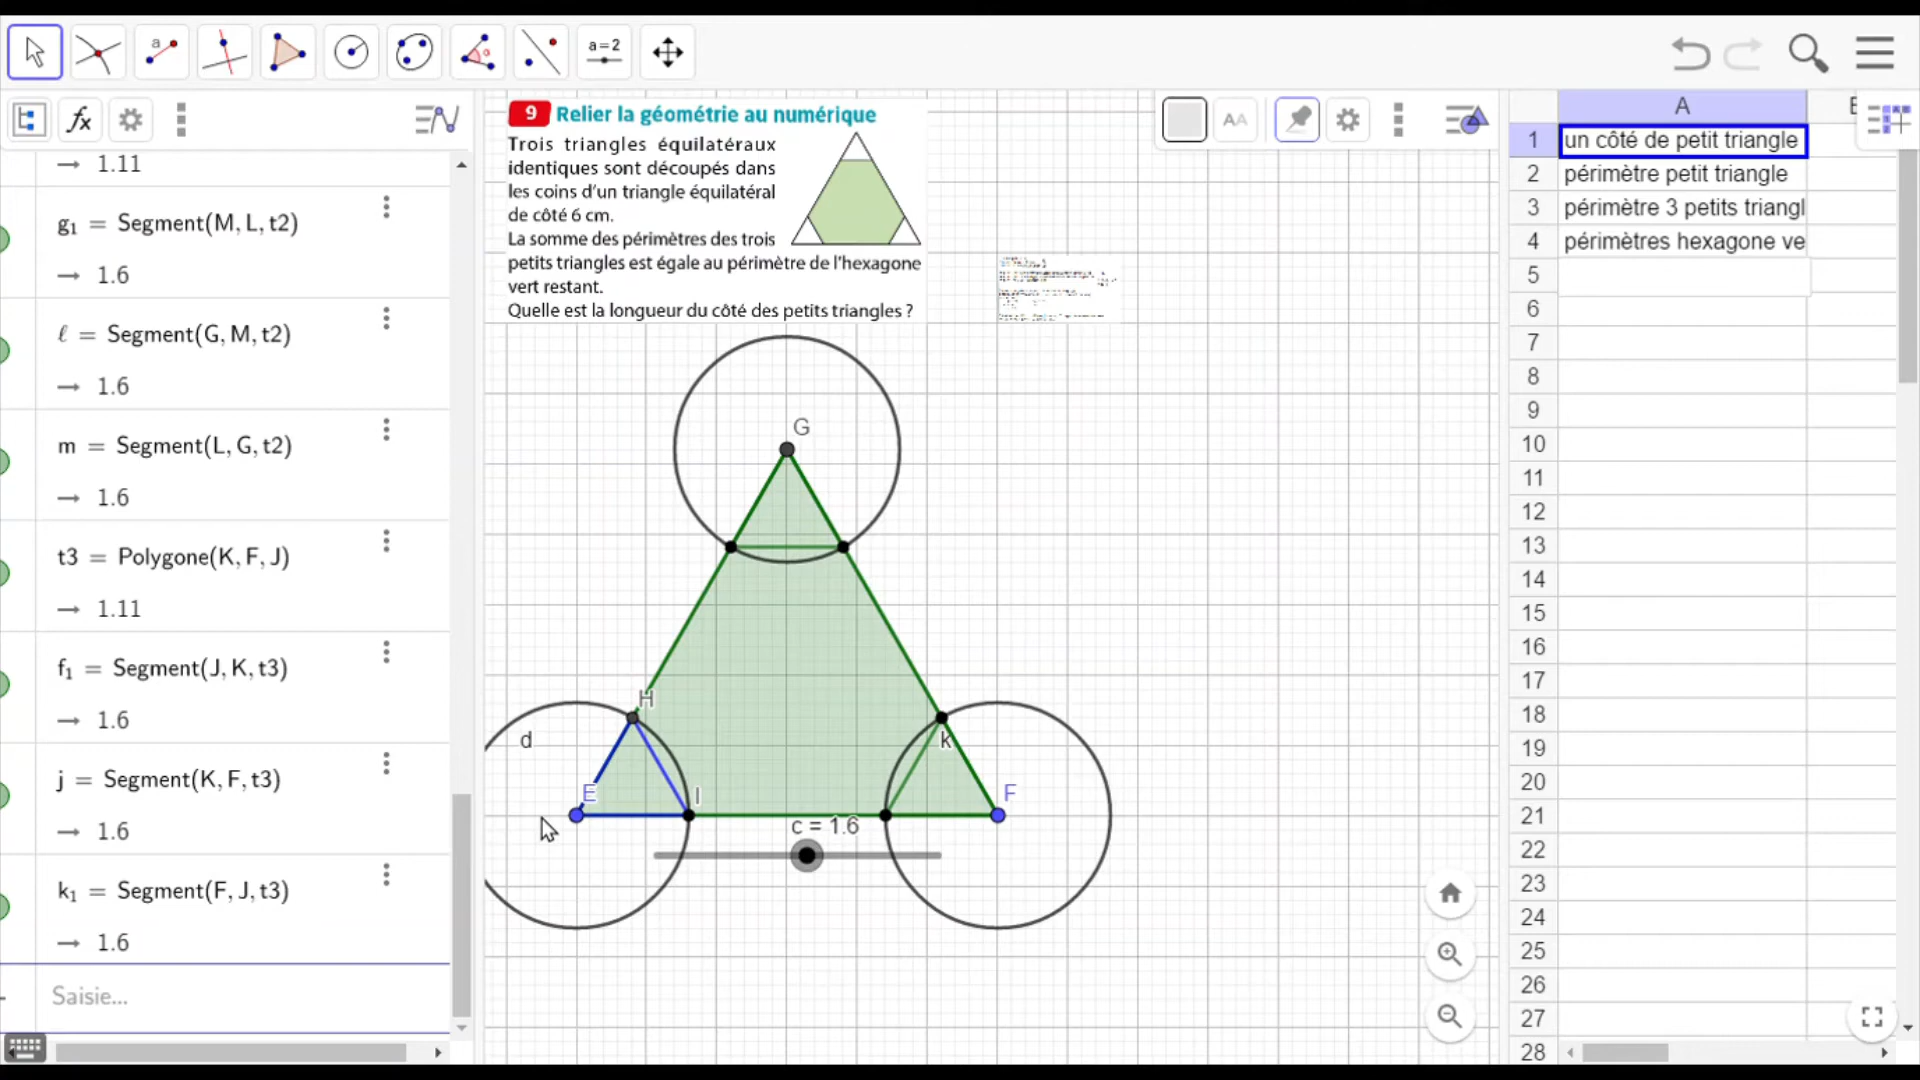 a
α
a = 2
fx
→ 1.11
g₁ = Segment(M, L, t2)
→ 1.6
ℓ = Segment(G, M, t2)
→ 1.6
m = Segment(L, G, t2)
→ 1.6
t3 = Polygone(K, F, J)
→ 1.11
f₁ = Segment(J, K, t3)
→ 1.6
j = Segment(K, F, t3)
→ 1.6
k₁ = Segment(F, J, t3)
→ 1.6
Saisie...
9 Relier la géométrie au numérique
Trois triangles équilatéraux
identiques sont découpés dans
les coins d'un triangle équilatéral
de côté 6 cm.
La somme des périmètres des trois
petits triangles est égale au périmètre de l'hexagone
vert restant.
Quelle est la longueur du côté des petits triangles ?
AA
G
H
d
k
E
I
F
c = 1.6
A
1 un côté de petit triangle
2 périmètre petit triangle
3 périmètre 3 petits triangl
4 périmètres hexagone ve
5
6
7
8
9
10
11
12
13
14
15
16
17
18
19
20
21
22
23
24
25
26
27
28